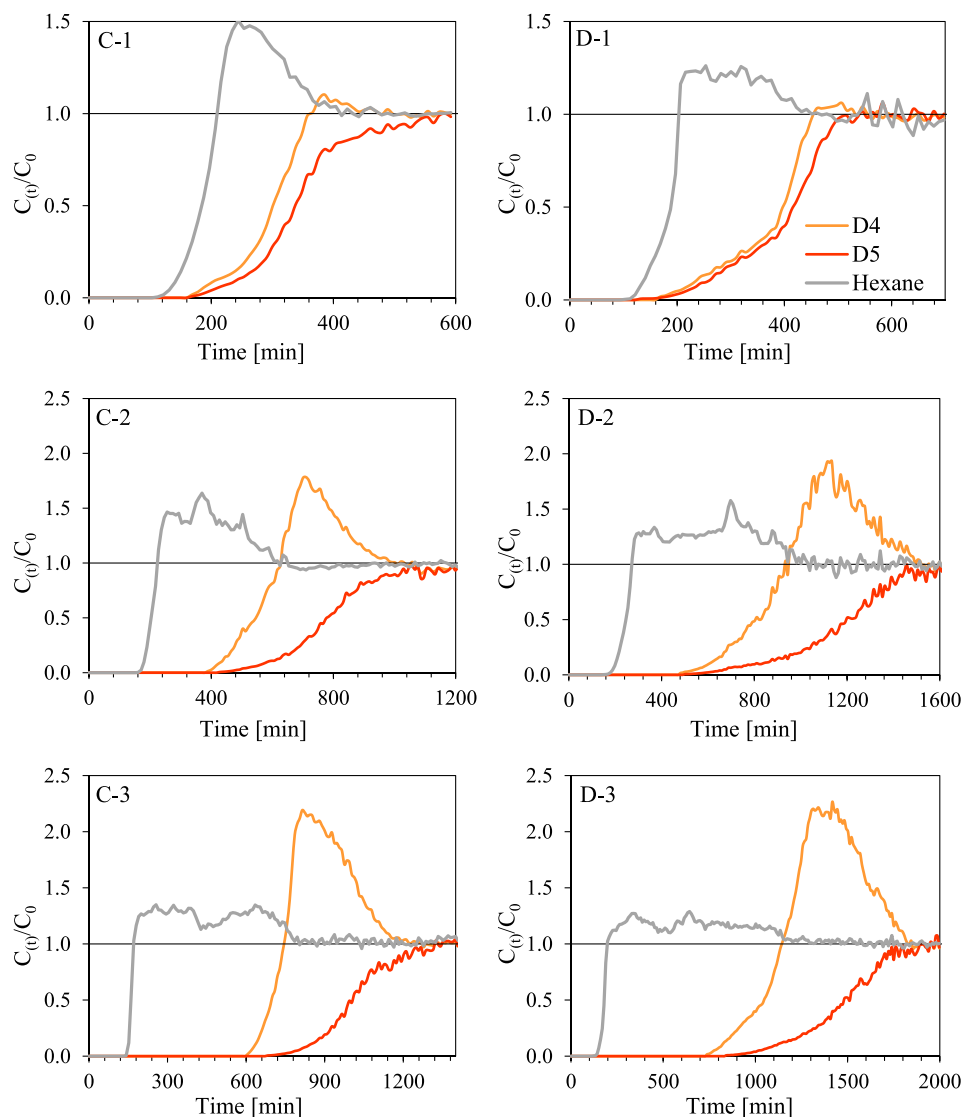 C-1
1.5
1.0
0.5
0.0
C(t)/C0
0 200 400 600
Time [min]
D-1
1.5
1.0
0.5
0.0
C(t)/C0
D4
D5
Hexane
0 200 400 600
Time [min]
C-2
2.5
2.0
1.5
1.0
0.5
0.0
C(t)/C0
0 400 800 1200
Time [min]
D-2
2.5
2.0
1.5
1.0
0.5
0.0
C(t)/C0
0 400 800 1200 1600
Time [min]
C-3
2.5
2.0
1.5
1.0
0.5
0.0
C(t)/C0
0 300 600 900 1200
Time [min]
D-3
2.5
2.0
1.5
1.0
0.5
0.0
C(t)/C0
0 500 1000 1500 2000
Time [min]